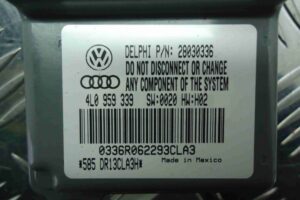 DELPHI P/N: 28030336
DO NOT DISCONNECT OR CHANGE
ANY COMPONENT OF THE SYSTEM
4L0 959 339 SW:0020 HW:H02
0336R062293CLA3
Made in Mexico
*585 DR13CLA3H*